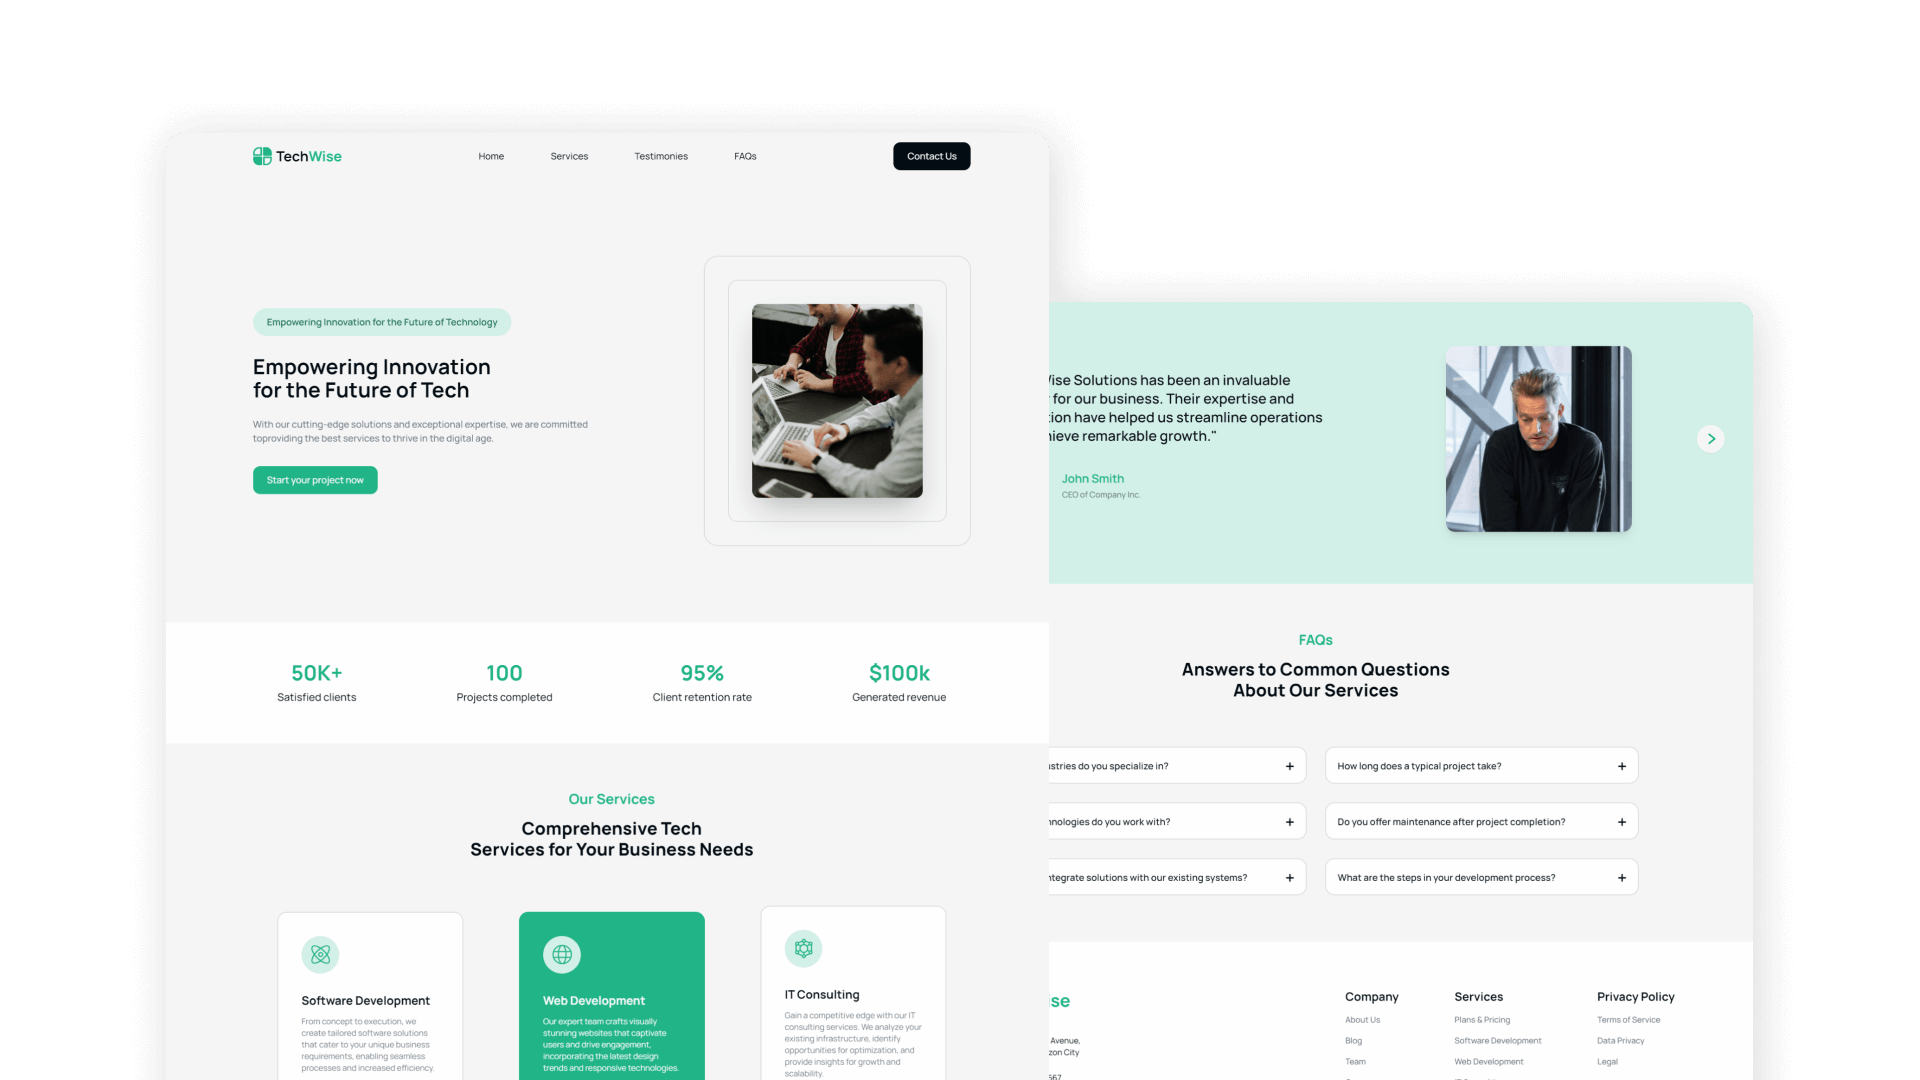 TechWise
Home
Services
Testimonies
FAQs
Contact Us
Empowering Innovation for the Future of Technology
Empowering Innovation
for the Future of Tech
With our cutting-edge solutions and exceptional expertise, we are committed
toproviding the best services to thrive in the digital age.
Start your project now
50K+
Satisfied clients
100
Projects completed
95%
Client retention rate
$100k
Generated revenue
Our Services
Comprehensive Tech
Services for Your Business Needs
Software Development
From concept to execution, we
create tailored software solutions
that cater to your unique business
requirements, enabling seamless
processes and increased efficiency.
Web Development
Our expert team crafts visually
stunning websites that captivate
users and drive engagement,
incorporating the latest design
trends and responsive technologies.
IT Consulting
Gain a competitive edge with our IT
consulting services. We analyze your
existing infrastructure, identify
opportunities for optimization, and
provide insights for growth and
scalability.
Solutions has been an invaluable
for our business. Their expertise and
have helped us streamline operations
remarkable growth."
John Smith
CEO of Company Inc.
FAQs
Answers to Common Questions
About Our Services
do you specialize in?
How long does a typical project take?
do you work with?
Do you offer maintenance after project completion?
solutions with our existing systems?
What are the steps in your development process?
Avenue,
City
Company
About Us
Blog
Team
Services
Plans & Pricing
Software Development
Web Development
Privacy Policy
Terms of Service
Data Privacy
Legal